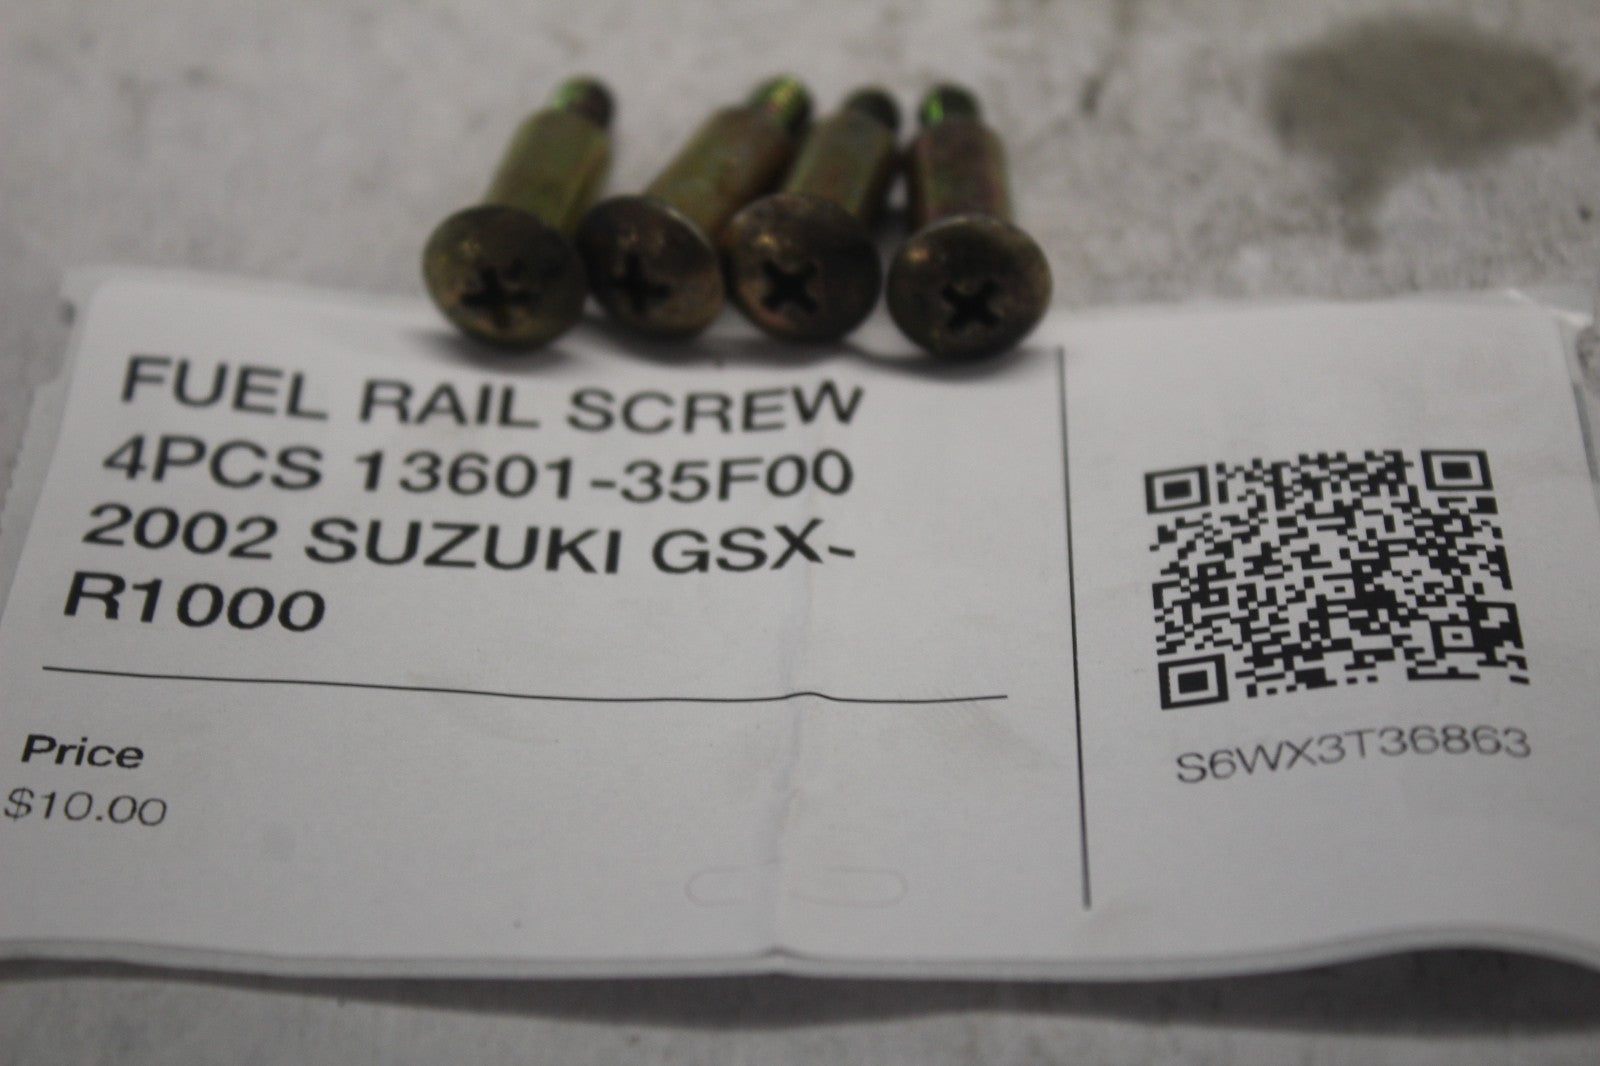 FUEL RAIL SCREW
4PCS 13601-35F00
2002 SUZUKI GSX-
R1000
Price
$10.00
S6WX3T36863